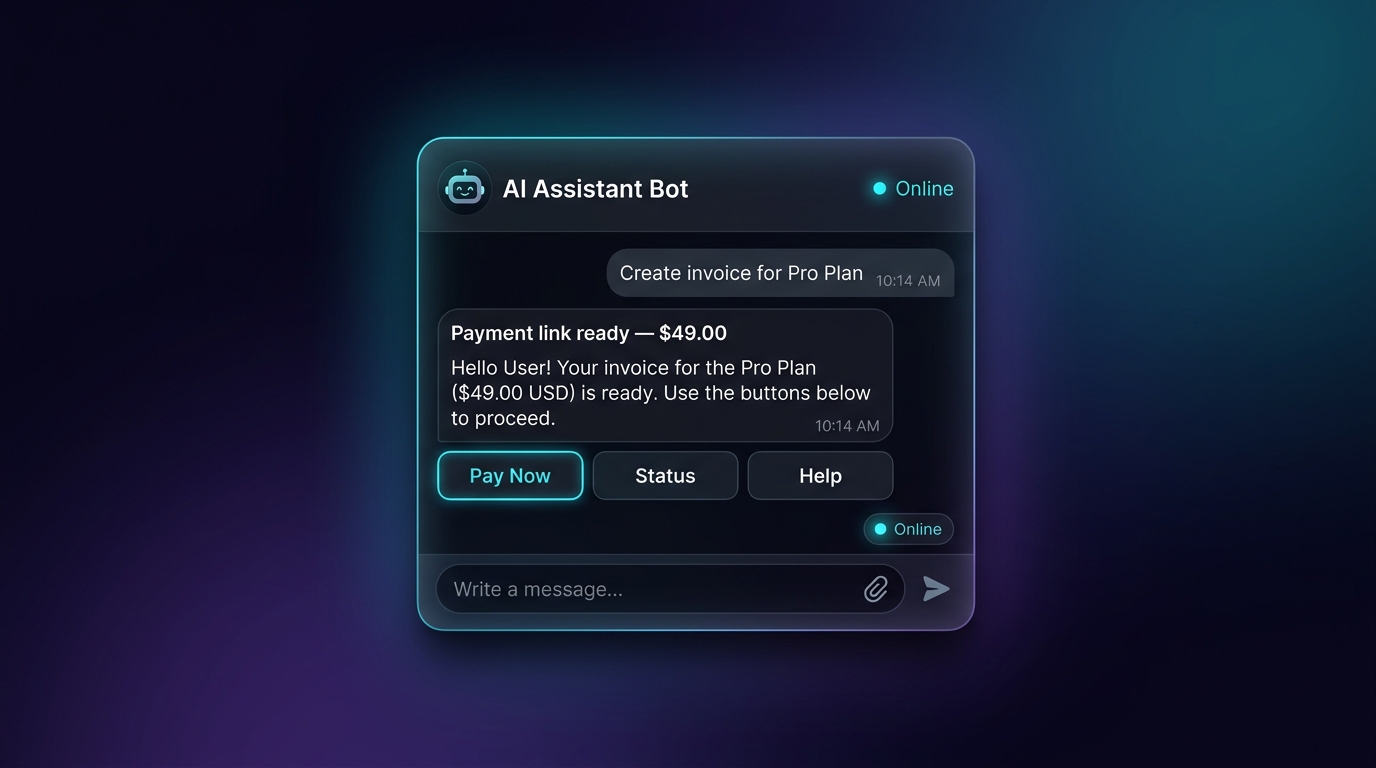 AI Assistant Bot
Online
Create invoice for Pro Plan
10:14 AM
Payment link ready — $49.00
Hello User! Your invoice for the Pro Plan
($49.00 USD) is ready. Use the buttons below
to proceed.
10:14 AM
Pay Now
Status
Help
Online
Write a message...